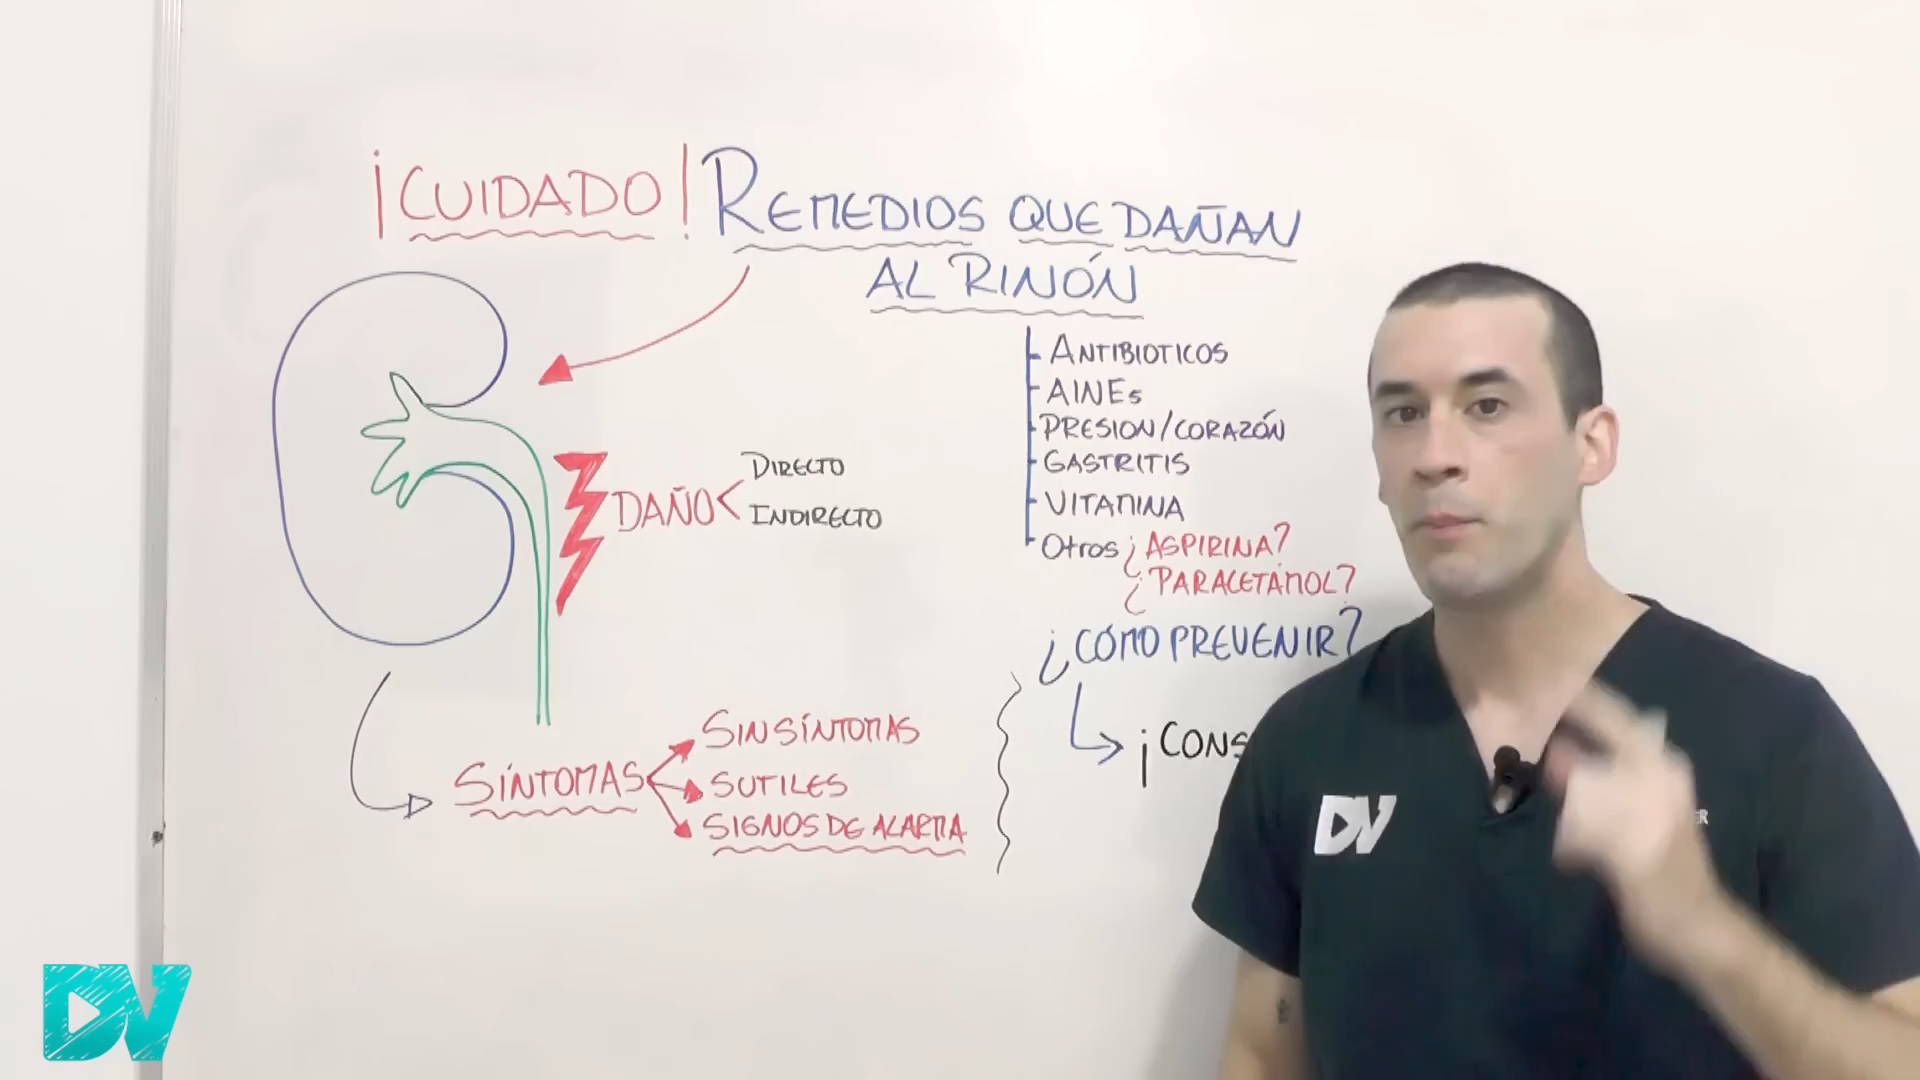 ¡CUIDADO! REMEDIOS QUE DAÑAN
AL RIÑÓN
ANTIBIOTICOS
AINEs
PRESION/CORAZÓN
GASTRITIS
VITAMINA
Otros ¿ASPIRINA?
¿PARACETAMOL?
DAÑO
DIRECTO
INDIRECTO
¿CÓMO PREVENIR?
¡CONS
SÍNTOMAS
SIN SÍNTOMAS
SUTILES
SIGNOS DE ALARMA
DV
ER
DV